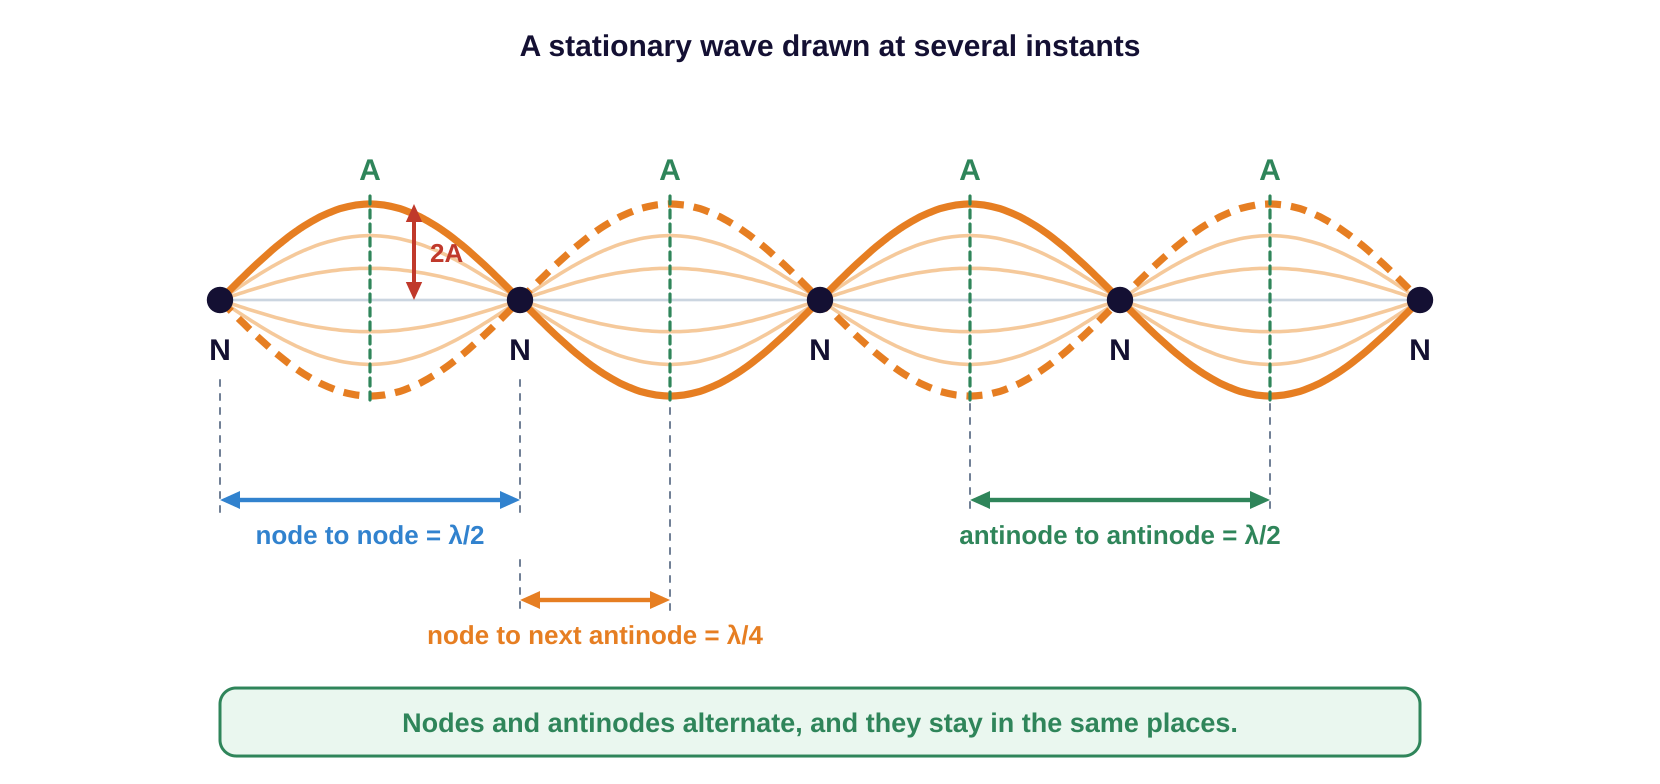 A stationary wave drawn at several instants
A A A A
2A
N N N N N
node to node = λ/2
antinode to antinode = λ/2
node to next antinode = λ/4
Nodes and antinodes alternate, and they stay in the same places.